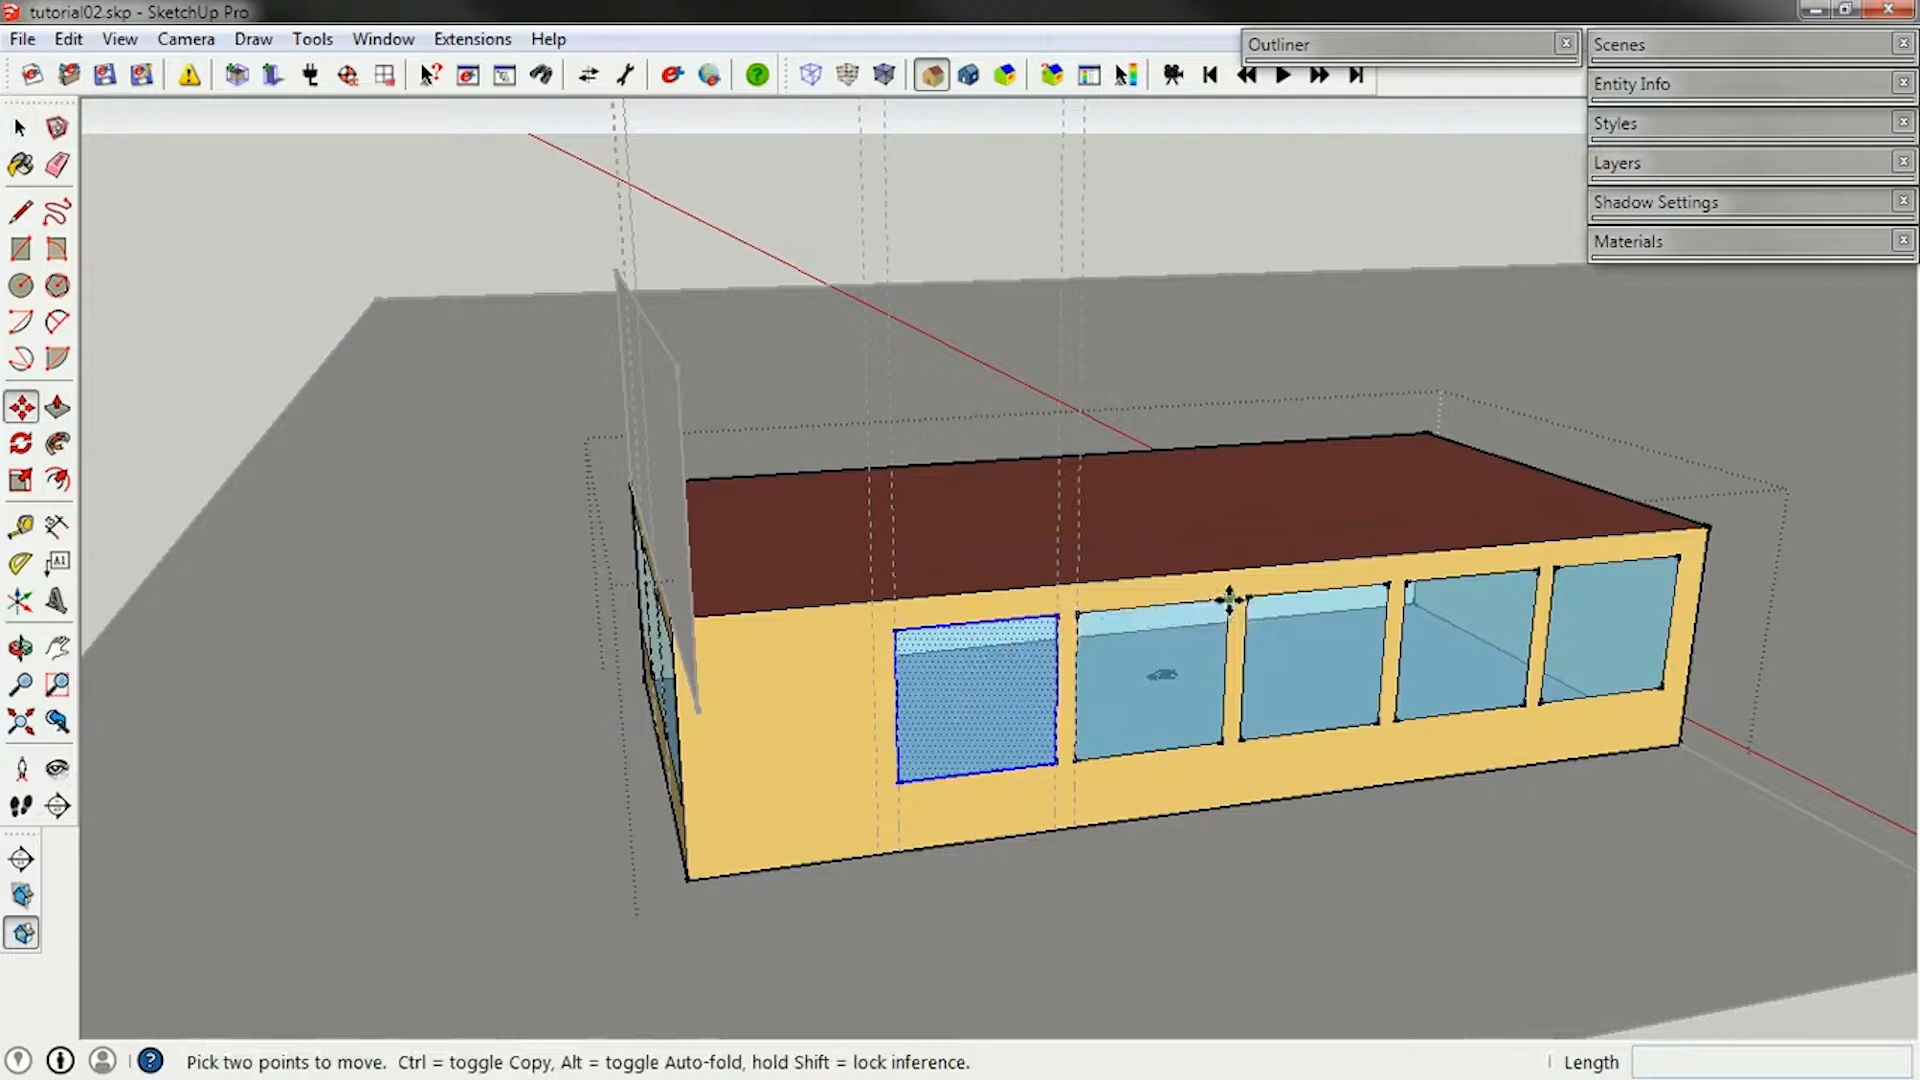 tutorial02.skp - SketchUp Pro
File Edit View Camera Draw Tools Window Extensions Help
Outliner
Scenes
Entity Info
Styles
Layers
Shadow Settings
Materials
A1
Pick two points to move. Ctrl = toggle Copy, Alt = toggle Auto-fold, hold Shift = lock inference.
Length